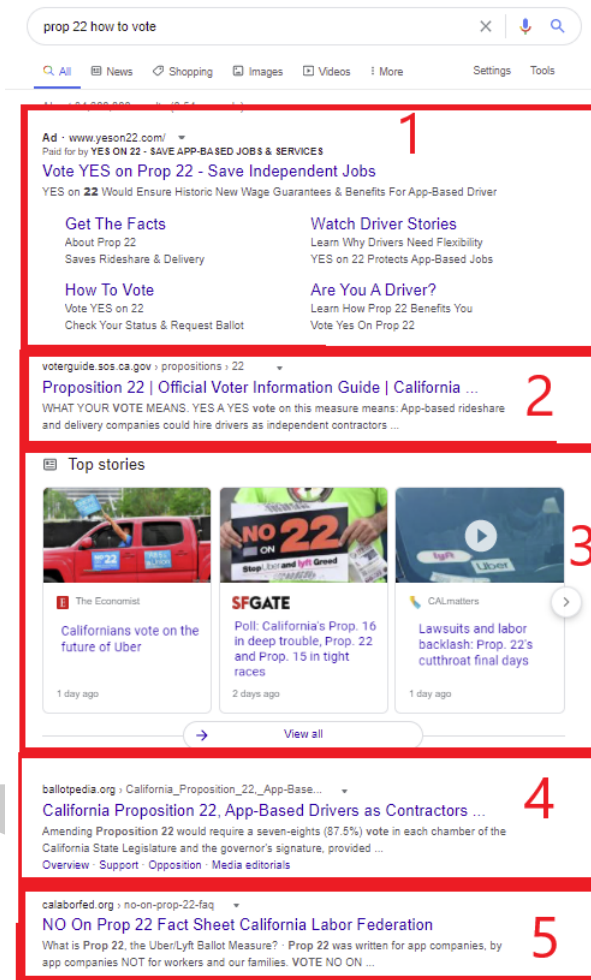 prop 22 how to vote
All News Shopping Images Videos More Settings Tools
1
Ad · www.yeson22.com/
Paid for by YES ON 22 - SAVE APP-BASED JOBS & SERVICES
Vote YES on Prop 22 - Save Independent Jobs
YES on 22 Would Ensure Historic New Wage Guarantees & Benefits For App-Based Driver
Get The Facts
About Prop 22
Saves Rideshare & Delivery
Watch Driver Stories
Learn Why Drivers Need Flexibility
YES on 22 Protects App-Based Jobs
How To Vote
Vote YES on 22
Check Your Status & Request Ballot
Are You A Driver?
Learn How Prop 22 Benefits You
Vote Yes On Prop 22
2
voterguide.sos.ca.gov › propositions › 22
Proposition 22 | Official Voter Information Guide | California ...
WHAT YOUR VOTE MEANS. YES A YES vote on this measure means: App-based rideshare
and delivery companies could hire drivers as independent contractors ...
3
Top stories
22
NO
ON 22
Stop Uber and lyft Greed
lyft
Uber
The Economist
Californians vote on the
future of Uber
1 day ago
SFGATE
Poll: California's Prop. 16
in deep trouble, Prop. 22
and Prop. 15 in tight
races
2 days ago
CALmatters
Lawsuits and labor
backlash: Prop. 22's
cutthroat final days
1 day ago
View all
4
ballotpedia.org › California_Proposition_22,_App-Base...
California Proposition 22, App-Based Drivers as Contractors ...
Amending Proposition 22 would require a seven-eights (87.5%) vote in each chamber of the
California State Legislature and the governor's signature, provided ...
Overview · Support · Opposition · Media editorials
5
calaborfed.org › no-on-prop-22-faq
NO On Prop 22 Fact Sheet California Labor Federation
What is Prop 22, the Uber/Lyft Ballot Measure? · Prop 22 was written for app companies, by
app companies NOT for workers and our families. VOTE NO ON ...